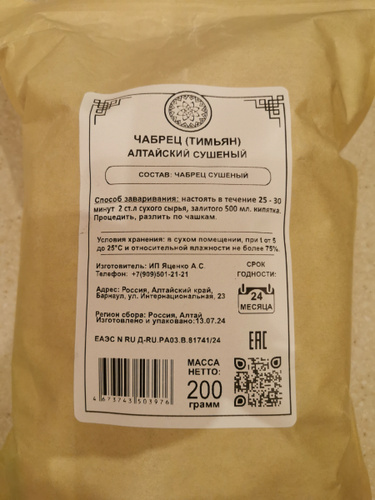 ЧАБРЕЦ (ТИМЬЯН)
АЛТАЙСКИЙ СУШЕНЫЙ
СОСТАВ: ЧАБРЕЦ СУШЕНЫЙ
Способ заваривания: настоять в течение 25 - 30
минут 2 ст.л сухого сырья, залитого 500 мл. кипятка.
Процедить, разлить по чашкам.
Условия хранения: в сухом помещении, при t от 5
до 25°С и относительной влажности не более 75%.
Изготовитель: ИП Яценко А.С.
Телефон: +7(909)501-21-21
Адрес: Россия, Алтайский край,
Барнаул, ул. Интернациональная, 23
Регион сбора: Россия, Алтай
Изготовлено и упаковано:13.07.24
СРОК
ГОДНОСТИ:
24
МЕСЯЦА
ЕАЭС N RU Д-RU.РА03.В.81741/24
EAC
МАССА
НЕТТО:
200
грамм
4 673743 503976